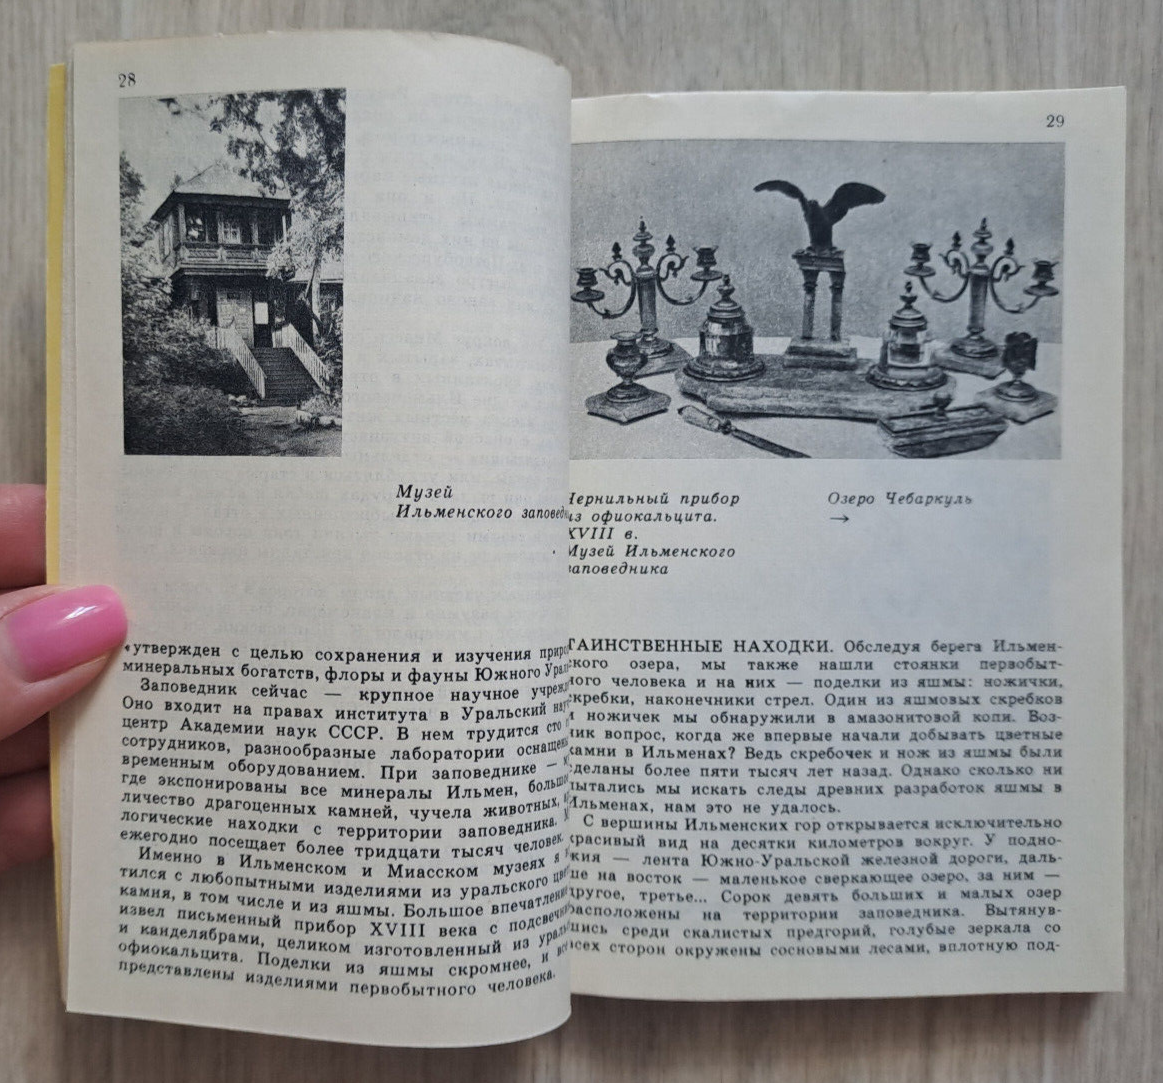 28
Музей
Ильменского заповед
утвержден с целью сохранения и изучения приро
минеральных богатств, флоры и фауны Южного Урал
Заповедник сейчас — крупное научное учреж
Оно входит на правах института в Уральский нау
центр Академии наук СССР. В нем трудится сто
сотрудников, разнообразные лаборатории оснащен
временным оборудованием. При заповеднике —
где экспонированы все минералы Ильмен, больш
личество драгоценных камней, чучела животных,
логические находки с территории заповедника.
ежегодно посещает более тридцати тысяч человек.
Именно в Ильменском и Миасском музеях я
тился с любопытными изделиями из уральского цве
камня, в том числе и из яшмы. Большое впечатлени
извел письменный прибор XVIII века с подсвечни
и канделябрами, целиком изготовленный из урал
офиокальцита. Поделки из яшмы скромнее, и все
представлены изделиями первобытного человека.
29
Чернильный прибор
из офиокальцита.
XVIII в.
Музей Ильменского
заповедника
Озеро Чебаркуль
→
ТАИНСТВЕННЫЕ НАХОДКИ. Обследуя берега Ильмен-
ского озера, мы также нашли стоянки первобыт-
ного человека и на них — поделки из яшмы: ножички,
скребки, наконечники стрел. Один из яшмовых скребков
и ножичек мы обнаружили в амазонитовой копи. Воз-
ник вопрос, когда же впервые начали добывать цветные
камни в Ильменах? Ведь скребочек и нож из яшмы были
сделаны более пяти тысяч лет назад. Однако сколько ни
пытались мы искать следы древних разработок яшмы в
Ильменах, нам это не удалось.
С вершины Ильменских гор открывается исключительно
красивый вид на десятки километров вокруг. У подно-
жия — лента Южно-Уральской железной дороги, даль-
ше на восток — маленькое сверкающее озеро, за ним —
другое, третье... Сорок девять больших и малых озер
расположены на территории заповедника. Вытянув-
шись среди скалистых предгорий, голубые зеркала со
всех сторон окружены сосновыми лесами, вплотную под-